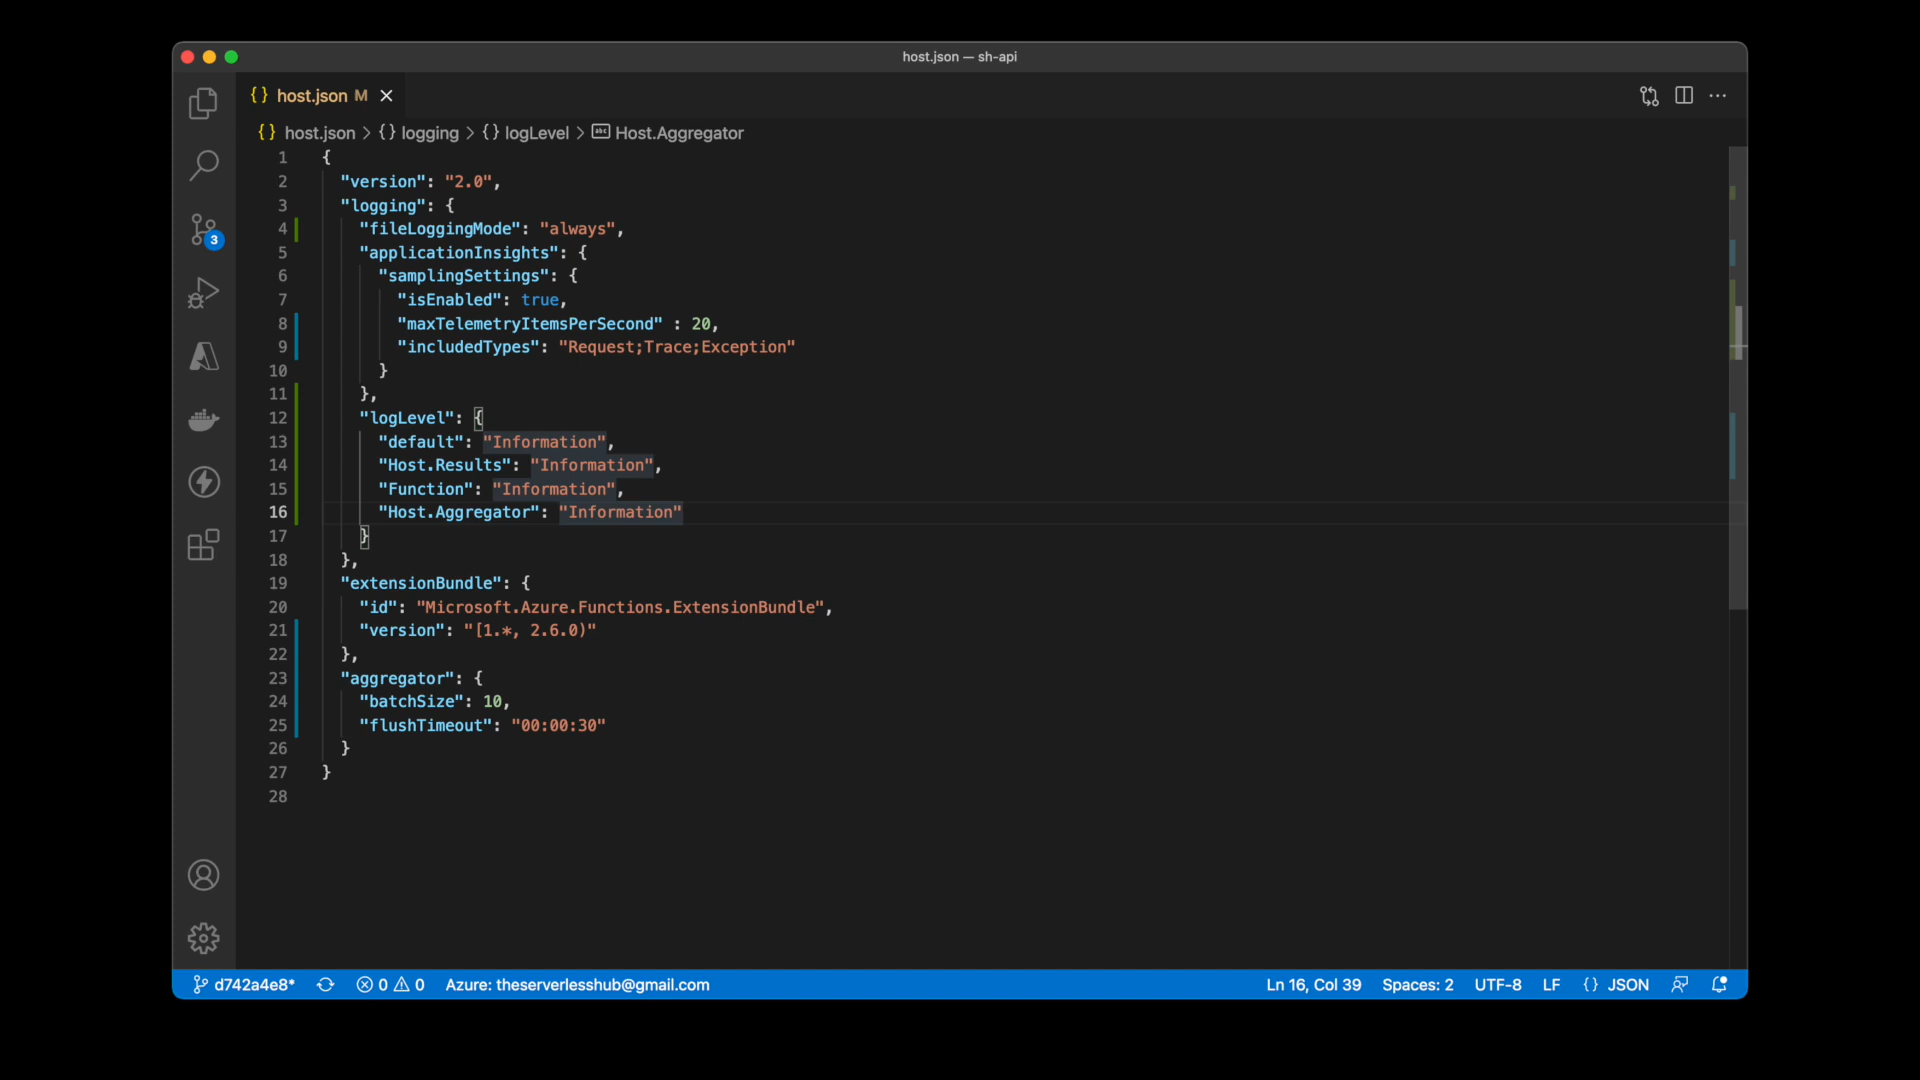 host.json — sh-api
{} host.json M
{} host.json > {} logging > {} logLevel > abc Host.Aggregator
1 {
2 "version": "2.0",
3 "logging": {
4 "fileLoggingMode": "always",
5 "applicationInsights": {
6 "samplingSettings": {
7 "isEnabled": true,
8 "maxTelemetryItemsPerSecond" : 20,
9 "includedTypes": "Request;Trace;Exception"
10 }
11 },
12 "logLevel": {
13 "default": "Information",
14 "Host.Results": "Information",
15 "Function": "Information",
16 "Host.Aggregator": "Information"
17 }
18 },
19 "extensionBundle": {
20 "id": "Microsoft.Azure.Functions.ExtensionBundle",
21 "version": "[1.*, 2.6.0)"
22 },
23 "aggregator": {
24 "batchSize": 10,
25 "flushTimeout": "00:00:30"
26 }
27 }
28
3
d742a4e8* 0 0 Azure: theserverlesshub@gmail.com Ln 16, Col 39 Spaces: 2 UTF-8 LF {} JSON